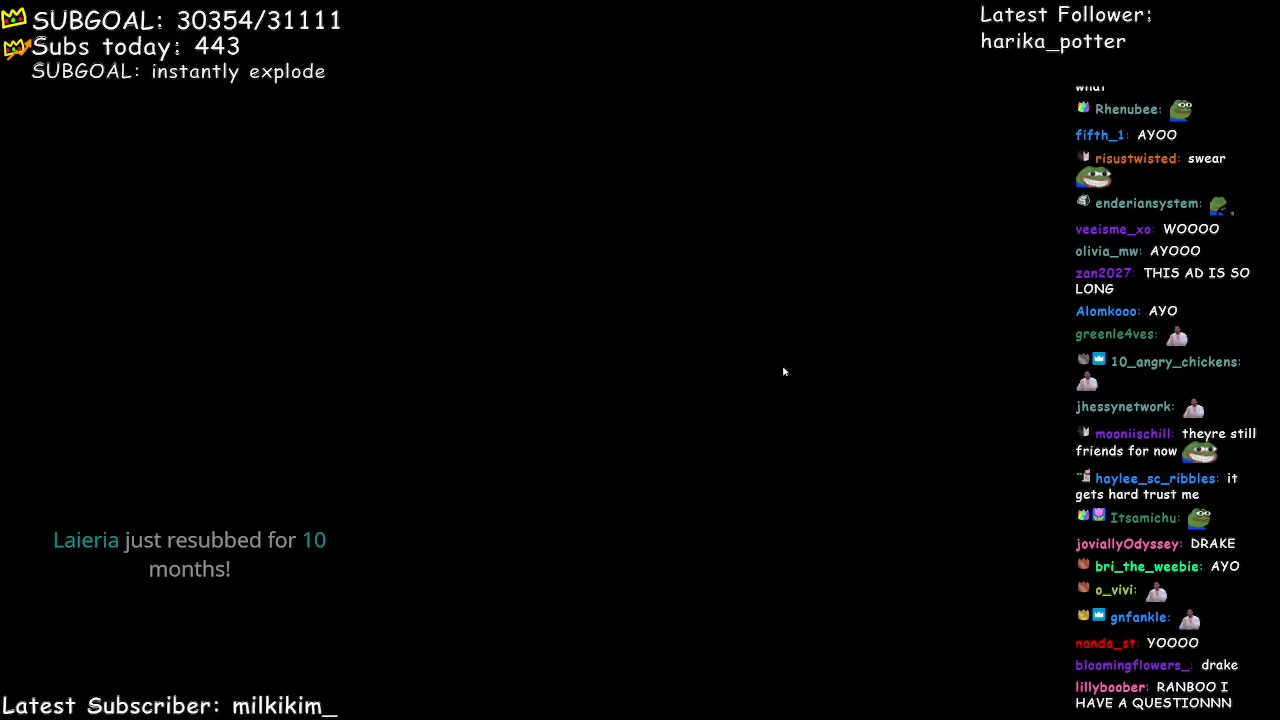 SUBGOAL: 30354/31111
Subs today: 443
SUBGOAL: instantly explode
Latest Follower:
harika_potter
what
Rhenubee:
fifth_1: AYOO
risustwisted: swear
enderiansystem:
veeisme_xo: WOOOO
olivia_mw: AYOOO
zan2027: THIS AD IS SO
LONG
Alomkooo: AYO
greenle4ves:
10_angry_chickens:
jhessynetwork:
mooniischill: theyre still
friends for now
haylee_sc_ribbles: it
gets hard trust me
Itsamichu:
joviallyOdyssey: DRAKE
bri_the_weebie: AYO
o_vivi:
gnfankle:
nanda_st: YOOOO
bloomingflowers_: drake
lillyboober: RANBOO I
HAVE A QUESTIONNN
Laieria just resubbed for 10
months!
Latest Subscriber: milkikim_